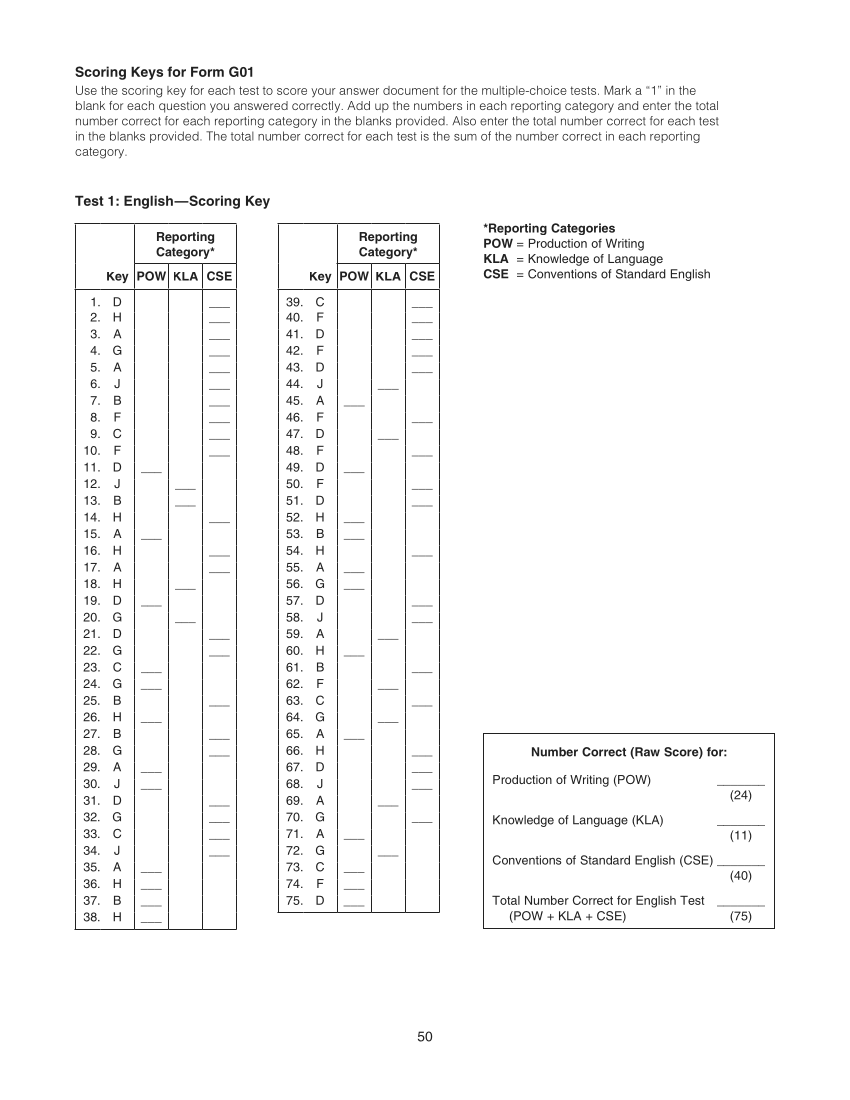 Scoring Keys for Form G01
Use the scoring key for each test to score your answer document for the multiple-choice tests. Mark a “1” in the
blank for each question you answered correctly. Add up the numbers in each reporting category and enter the total
number correct for each reporting category in the blanks provided. Also enter the total number correct for each test
in the blanks provided. The total number correct for each test is the sum of the number correct in each reporting
category.
Test 1: English—Scoring Key
Reporting
Category*
Key POW KLA CSE
1. D ___
2. H ___
3. A ___
4. G ___
5. A ___
6. J ___
7. B ___
8. F ___
9. C ___
10. F ___
11. D ___
12. J ___
13. B ___
14. H ___
15. A ___
16. H ___
17. A ___
18. H ___
19. D ___
20. G ___
21. D ___
22. G ___
23. C ___
24. G ___
25. B ___
26. H ___
27. B ___
28. G ___
29. A ___
30. J ___
31. D ___
32. G ___
33. C ___
34. J ___
35. A ___
36. H ___
37. B ___
38. H ___
Reporting
Category*
Key POW KLA CSE
39. C ___
40. F ___
41. D ___
42. F ___
43. D ___
44. J ___
45. A ___
46. F ___
47. D ___
48. F ___
49. D ___
50. F ___
51. D ___
52. H ___
53. B ___
54. H ___
55. A ___
56. G ___
57. D ___
58. J ___
59. A ___
60. H ___
61. B ___
62. F ___
63. C ___
64. G ___
65. A ___
66. H ___
67. D ___
68. J ___
69. A ___
70. G ___
71. A ___
72. G ___
73. C ___
74. F ___
75. D ___
*Reporting Categories
POW = Production of Writing
KLA = Knowledge of Language
CSE = Conventions of Standard English
Number Correct (Raw Score) for:
Production of Writing (POW) _______
(24)
Knowledge of Language (KLA) _______
(11)
Conventions of Standard English (CSE) _______
(40)
Total Number Correct for English Test _______
(POW + KLA + CSE) (75)
50